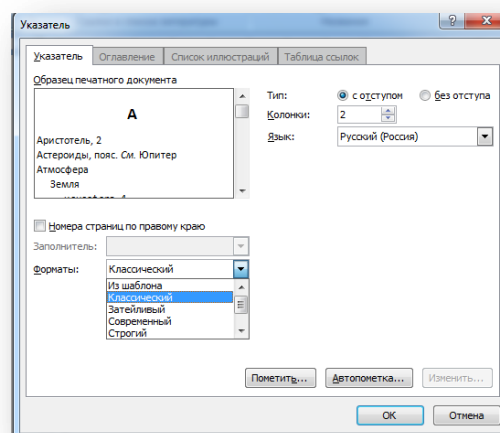 Указатель
Указатель Оглавление Список иллюстраций Таблица ссылок
Образец печатного документа
А
Аристотель, 2
Астероиды, пояс. См. Юпитер
Атмосфера
Земля
Тип: с отступом без отступа
Колонки: 2
Язык: Русский (Россия)
Номера страниц по правому краю
Заполнитель:
Форматы: Классический
Из шаблона
Классический
Затейливый
Современный
Строгий
Пометить... Автопометка... Изменить...
ОК Отмена